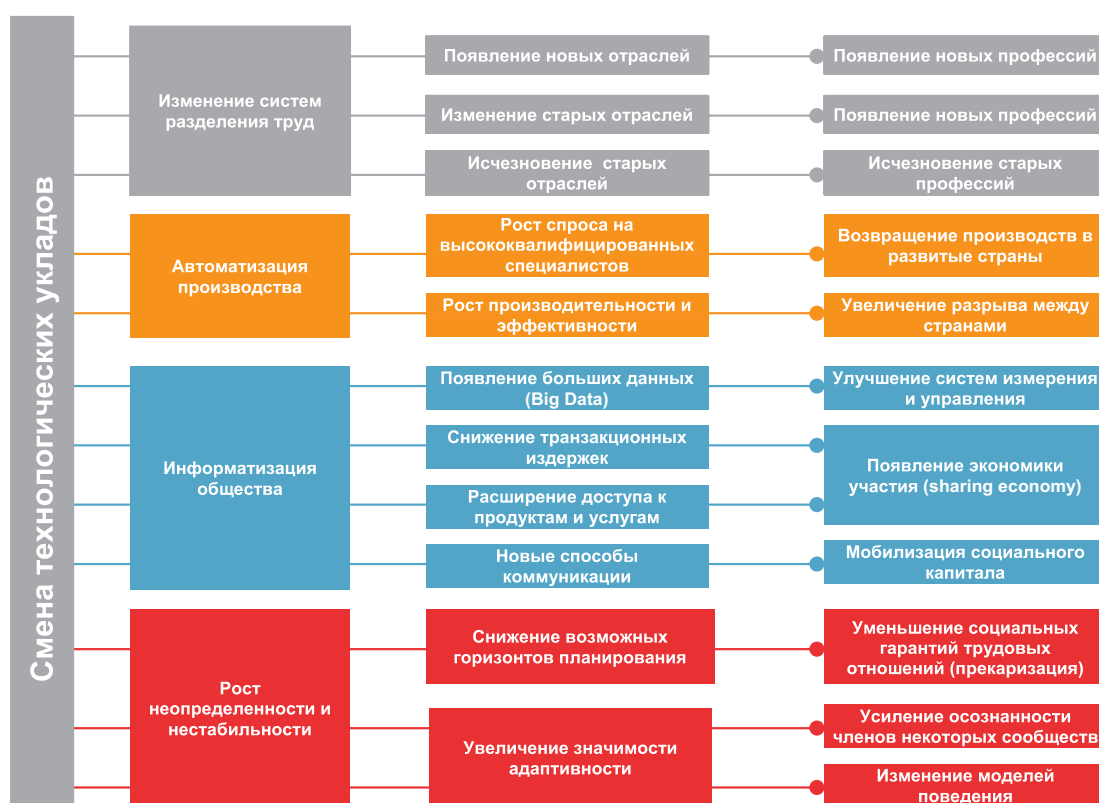 Смена технологических укладов
Изменение систем
разделения труд
Появление новых отраслей
Появление новых профессий
Изменение старых отраслей
Появление новых профессий
Исчезновение старых
отраслей
Исчезновение старых
профессий
Автоматизация
производства
Рост спроса на
высококвалифицированных
специалистов
Возвращение производств в
развитые страны
Рост производительности и
эффективности
Увеличение разрыва между
странами
Информатизация
общества
Появление больших данных
(Big Data)
Улучшение систем измерения
и управления
Снижение транзакционных
издержек
Расширение доступа к
продуктам и услугам
Появление экономики
участия (sharing economy)
Новые способы
коммуникации
Мобилизация социального
капитала
Рост
неопределенности и
нестабильности
Снижение возможных
горизонтов планирования
Уменьшение социальных
гарантий трудовых
отношений (прекаризация)
Увеличение значимости
адаптивности
Усиление осознанности
членов некоторых сообществ
Изменение моделей
поведения